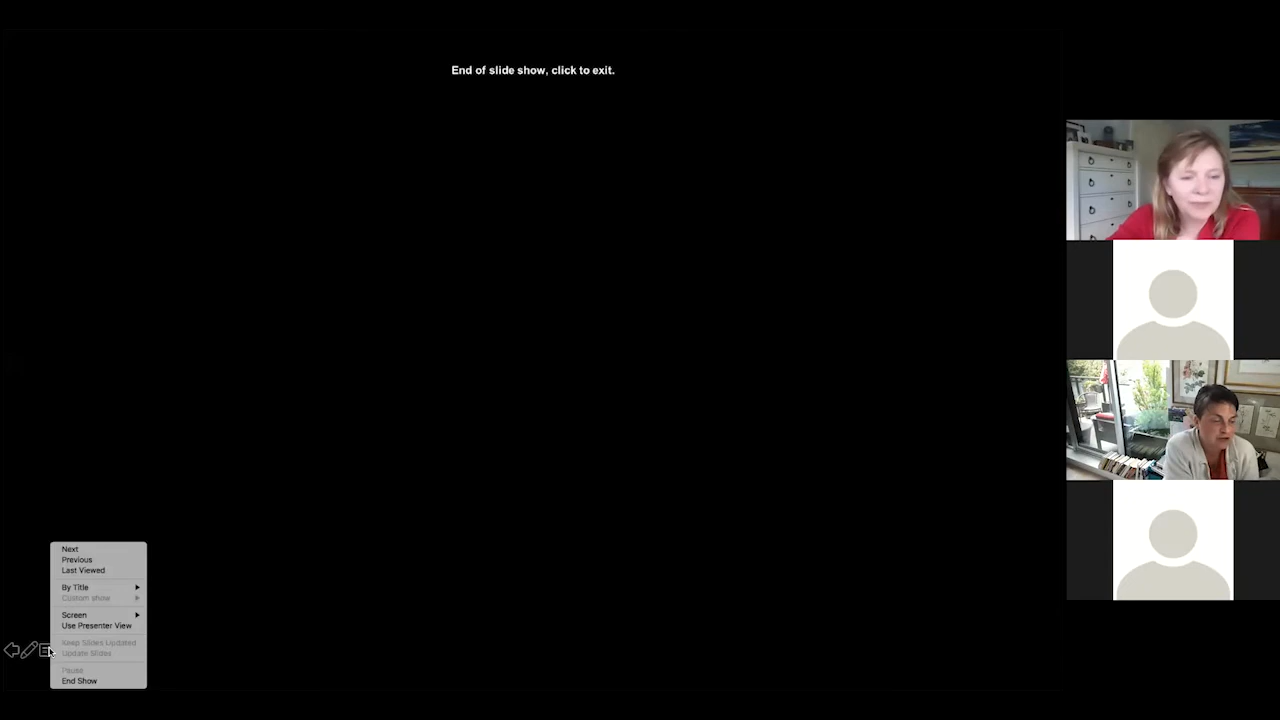 End of slide show, click to exit.
Next
Previous
Last Viewed
By Title
Custom show
Screen
Use Presenter View
Keep Slides Updated
Update Slides
Pause
End Show